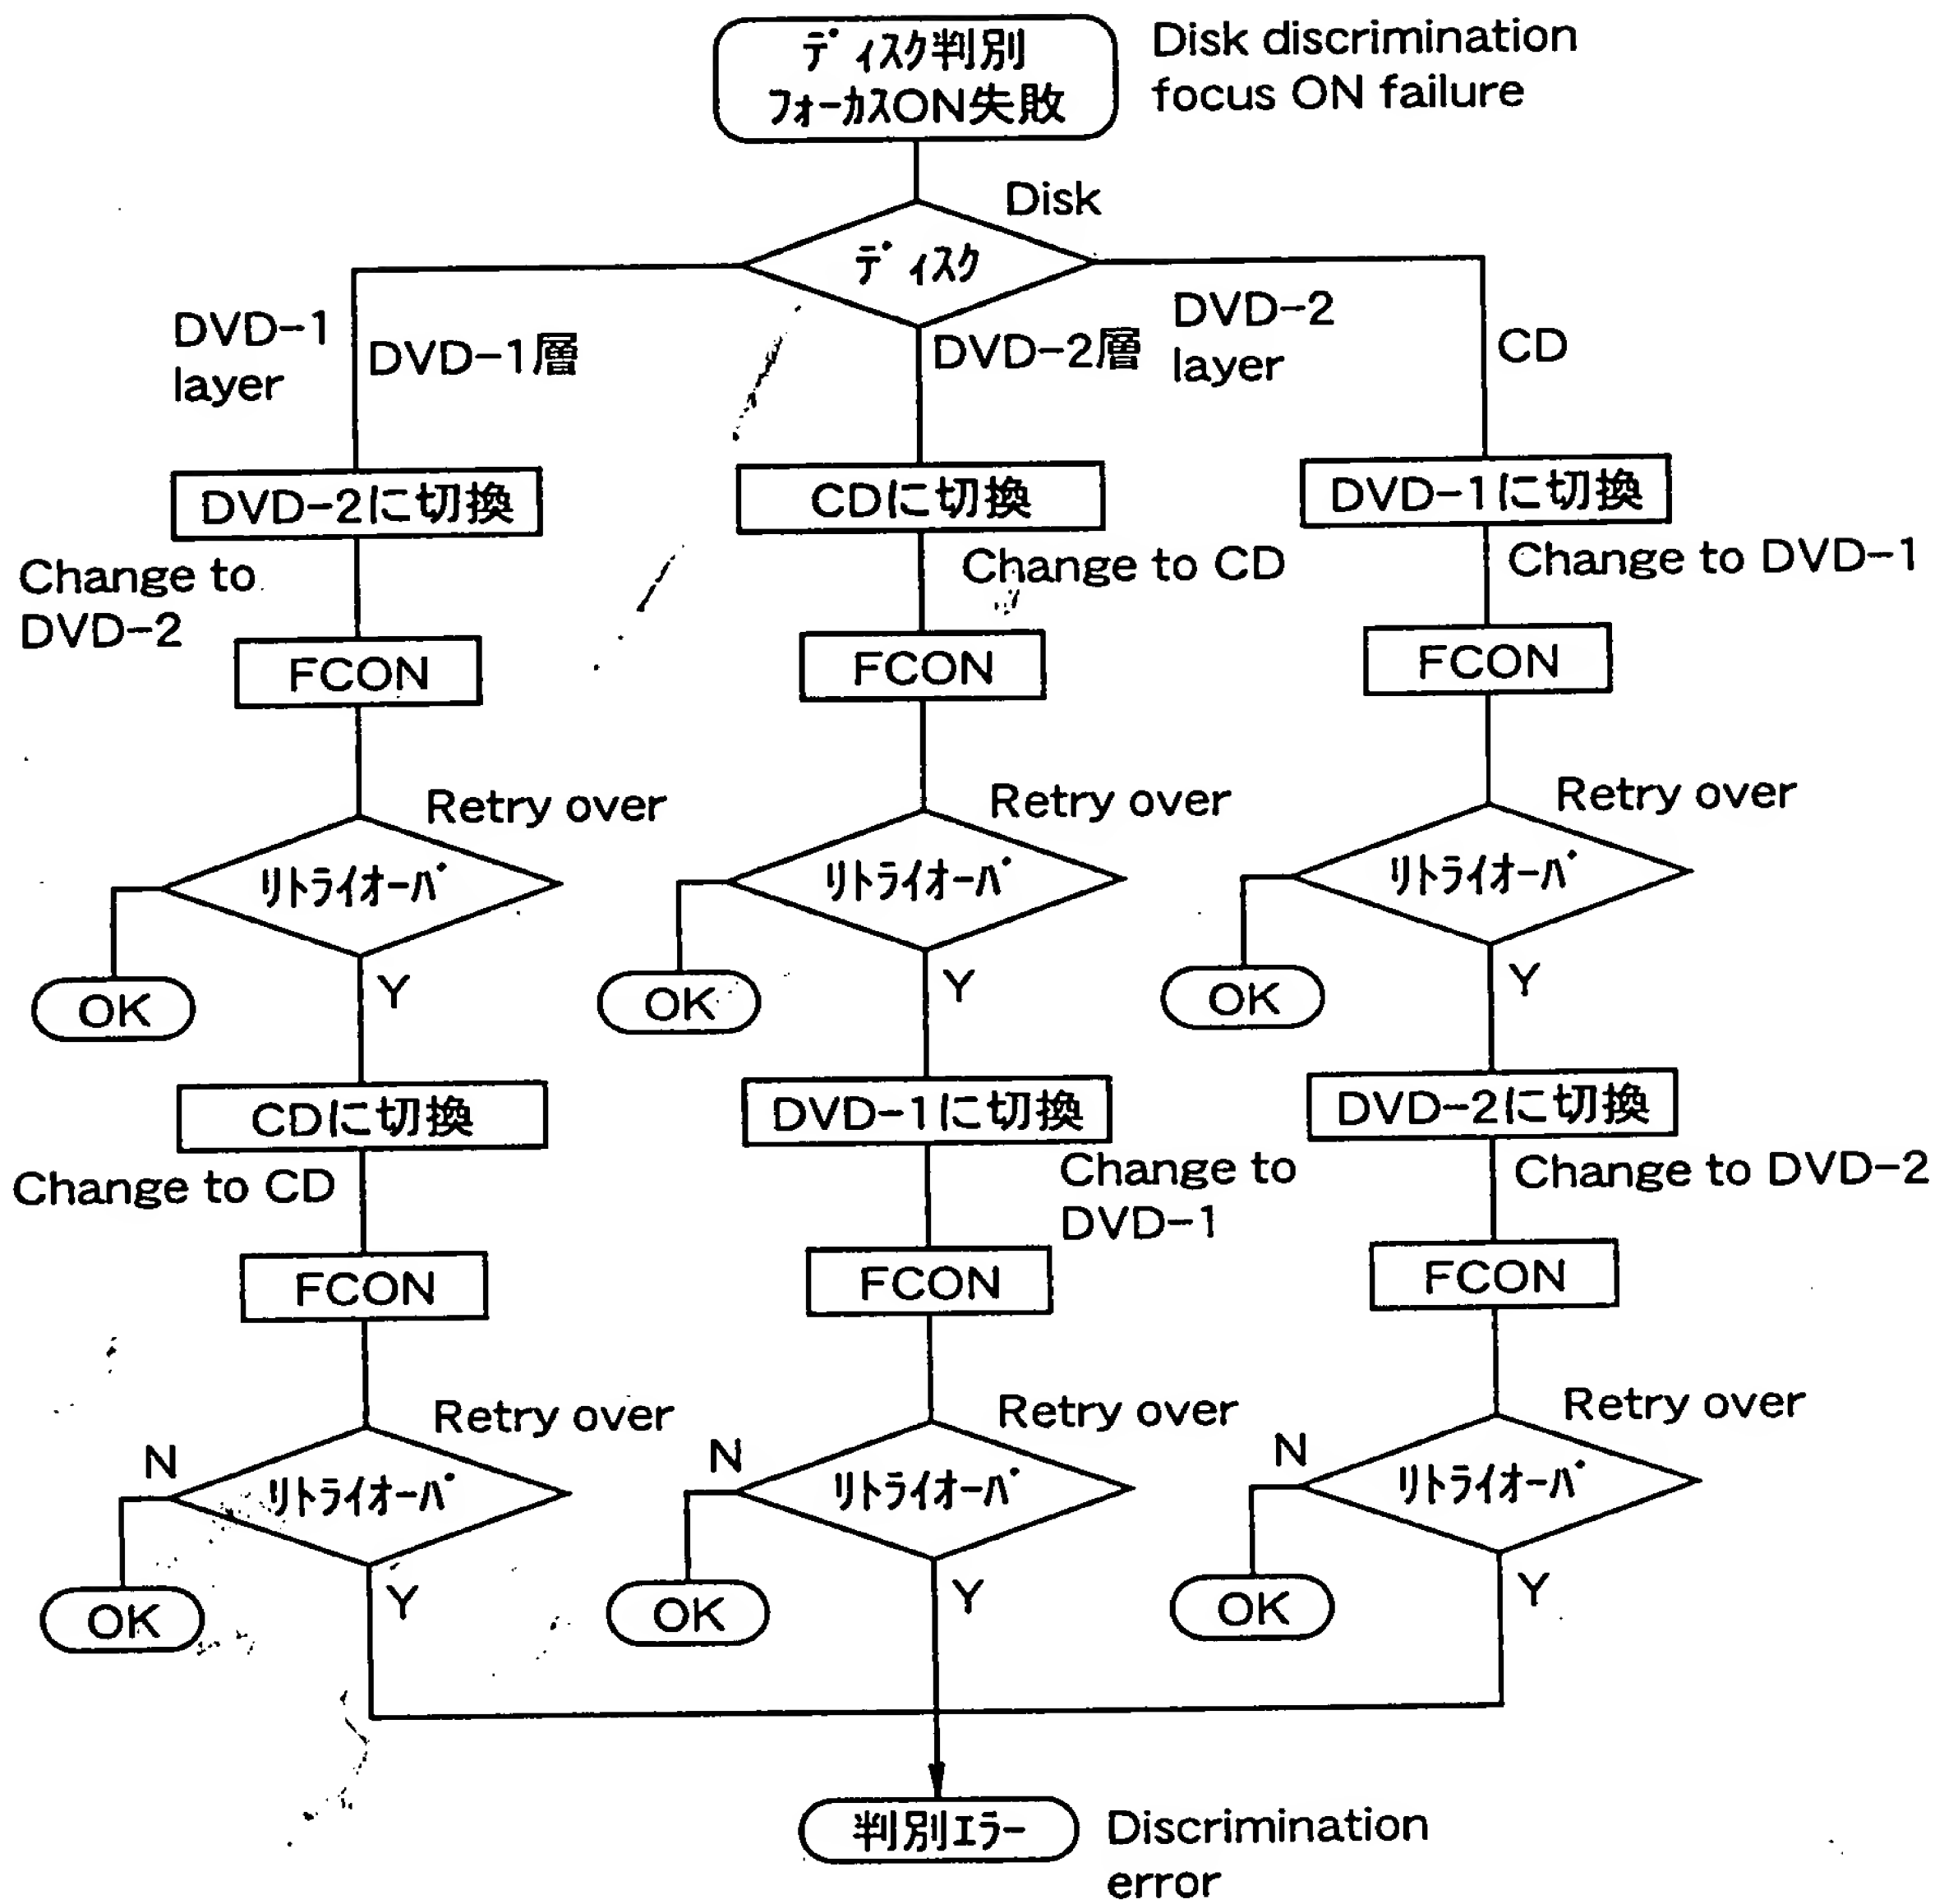 ディスク判別
フォーカスON失敗
Disk discrimination
focus ON failure
Disk
ディスク
DVD-1
layer
DVD-1層
DVD-2層
DVD-2
layer
CD
DVD-2に切換
CDに切換
DVD-1に切換
Change to
DVD-2
Change to CD
Change to DVD-1
FCON
FCON
FCON
Retry over
Retry over
Retry over
リトライオーバ
リトライオーバ
リトライオーバ
OK
Y
OK
Y
OK
Y
CDに切換
DVD-1に切換
DVD-2に切換
Change to CD
Change to
DVD-1
Change to DVD-2
FCON
FCON
FCON
Retry over
Retry over
Retry over
N
リトライオーバ
N
リトライオーバ
N
リトライオーバ
OK
Y
OK
Y
OK
Y
判別エラー
Discrimination
error